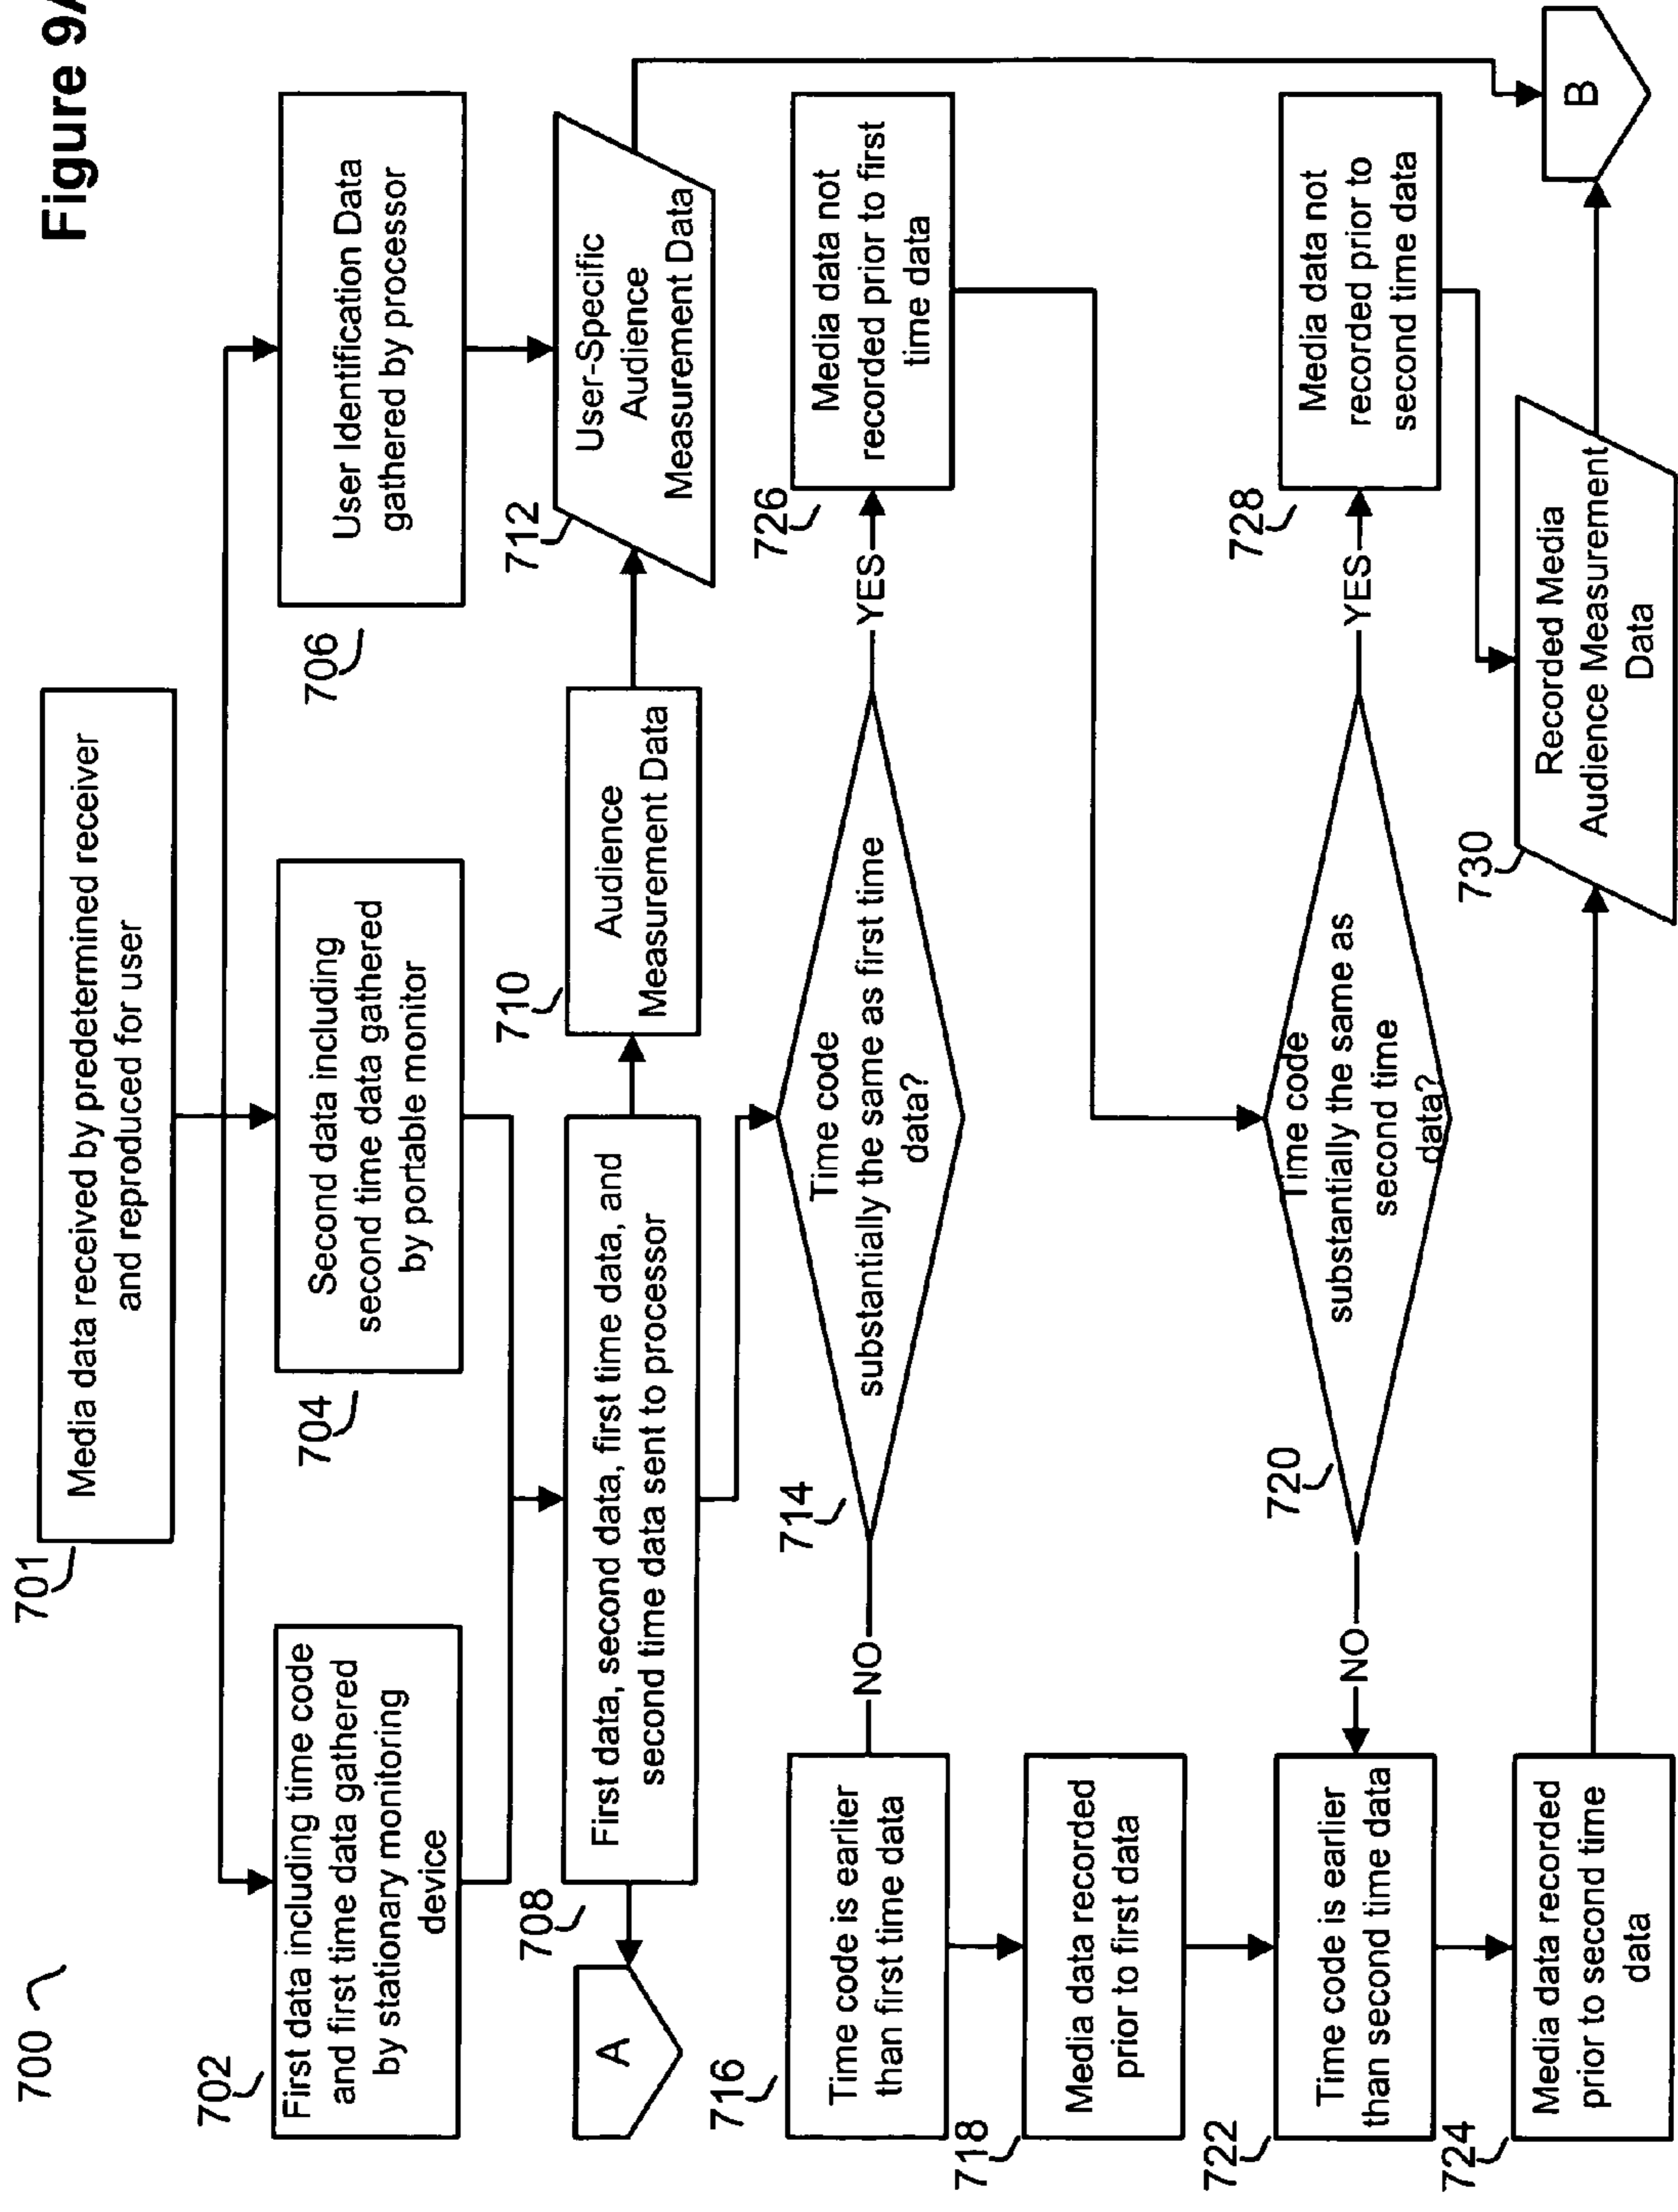 Figure 9A
700
701
Media data received by predetermined receiver
and reproduced for user
702
First data including time code
and first time data gathered
by stationary monitoring
device
704
Second data including
second time data gathered
by portable monitor
706
User Identification Data
gathered by processor
A
708
First data, second data, first time data, and
second time data sent to processor
710
Audience
Measurement Data
712
User-Specific
Audience
Measurement Data
716
Time code is earlier
than first time data
NO
714
Time code
substantially the same as first time
data?
YES
726
Media data not
recorded prior to first
time data
718
Media data recorded
prior to first data
722
Time code is earlier
than second time data
NO
720
Time code
substantially the same as
second time
data?
YES
728
Media data not
recorded prior to
second time data
724
Media data recorded
prior to second time
data
730
Recorded Media
Audience Measurement
Data
B